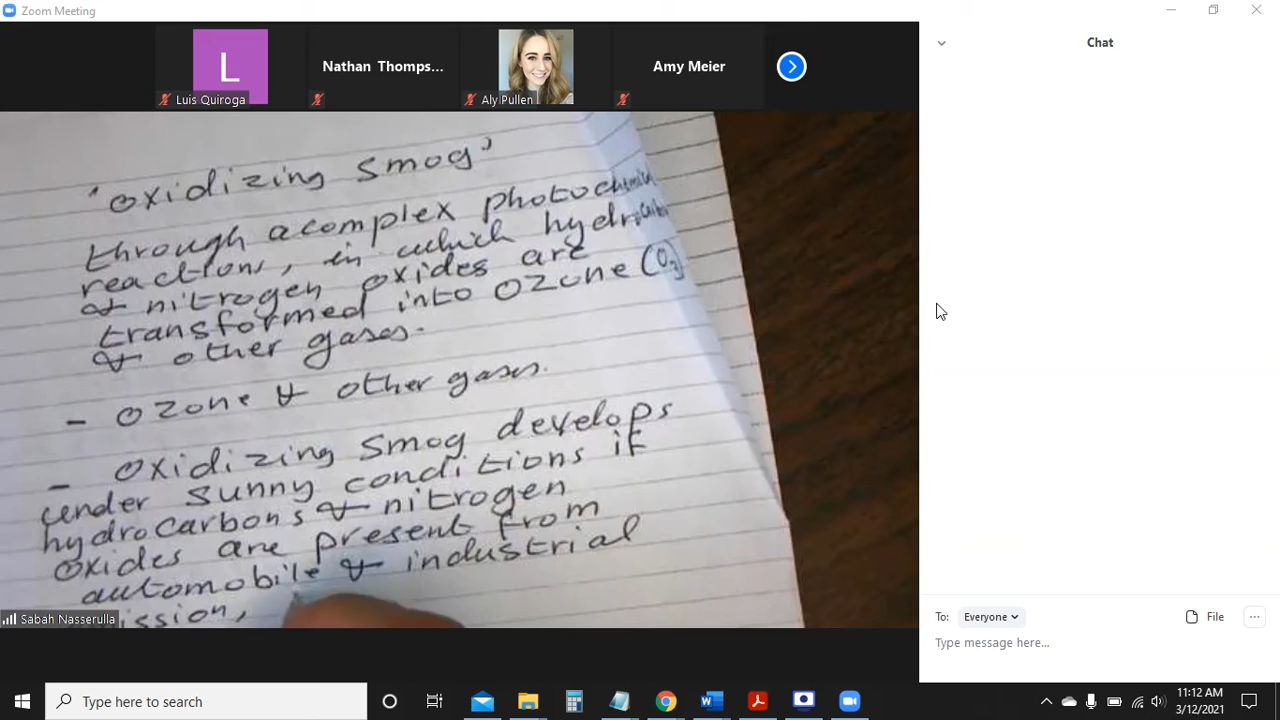 Zoom Meeting
L
Luis Quiroga
Nathan Thomps...
Aly Pullen
Amy Meier
Chat
"oxidizing smog"
through a complex photochemical
reactions, in which hydrocarbon
& nitrogen oxides are
transformed into ozone (O3)
& other gases.
- ozone & other gases.
- oxidizing smog develops
under sunny conditions if
hydrocarbons & nitrogen
oxides are present from
automobile & industrial
ission,
Sabah Nasserulla
To: Everyone
File
Type message here...
Type here to search
11:12 AM
3/12/2021